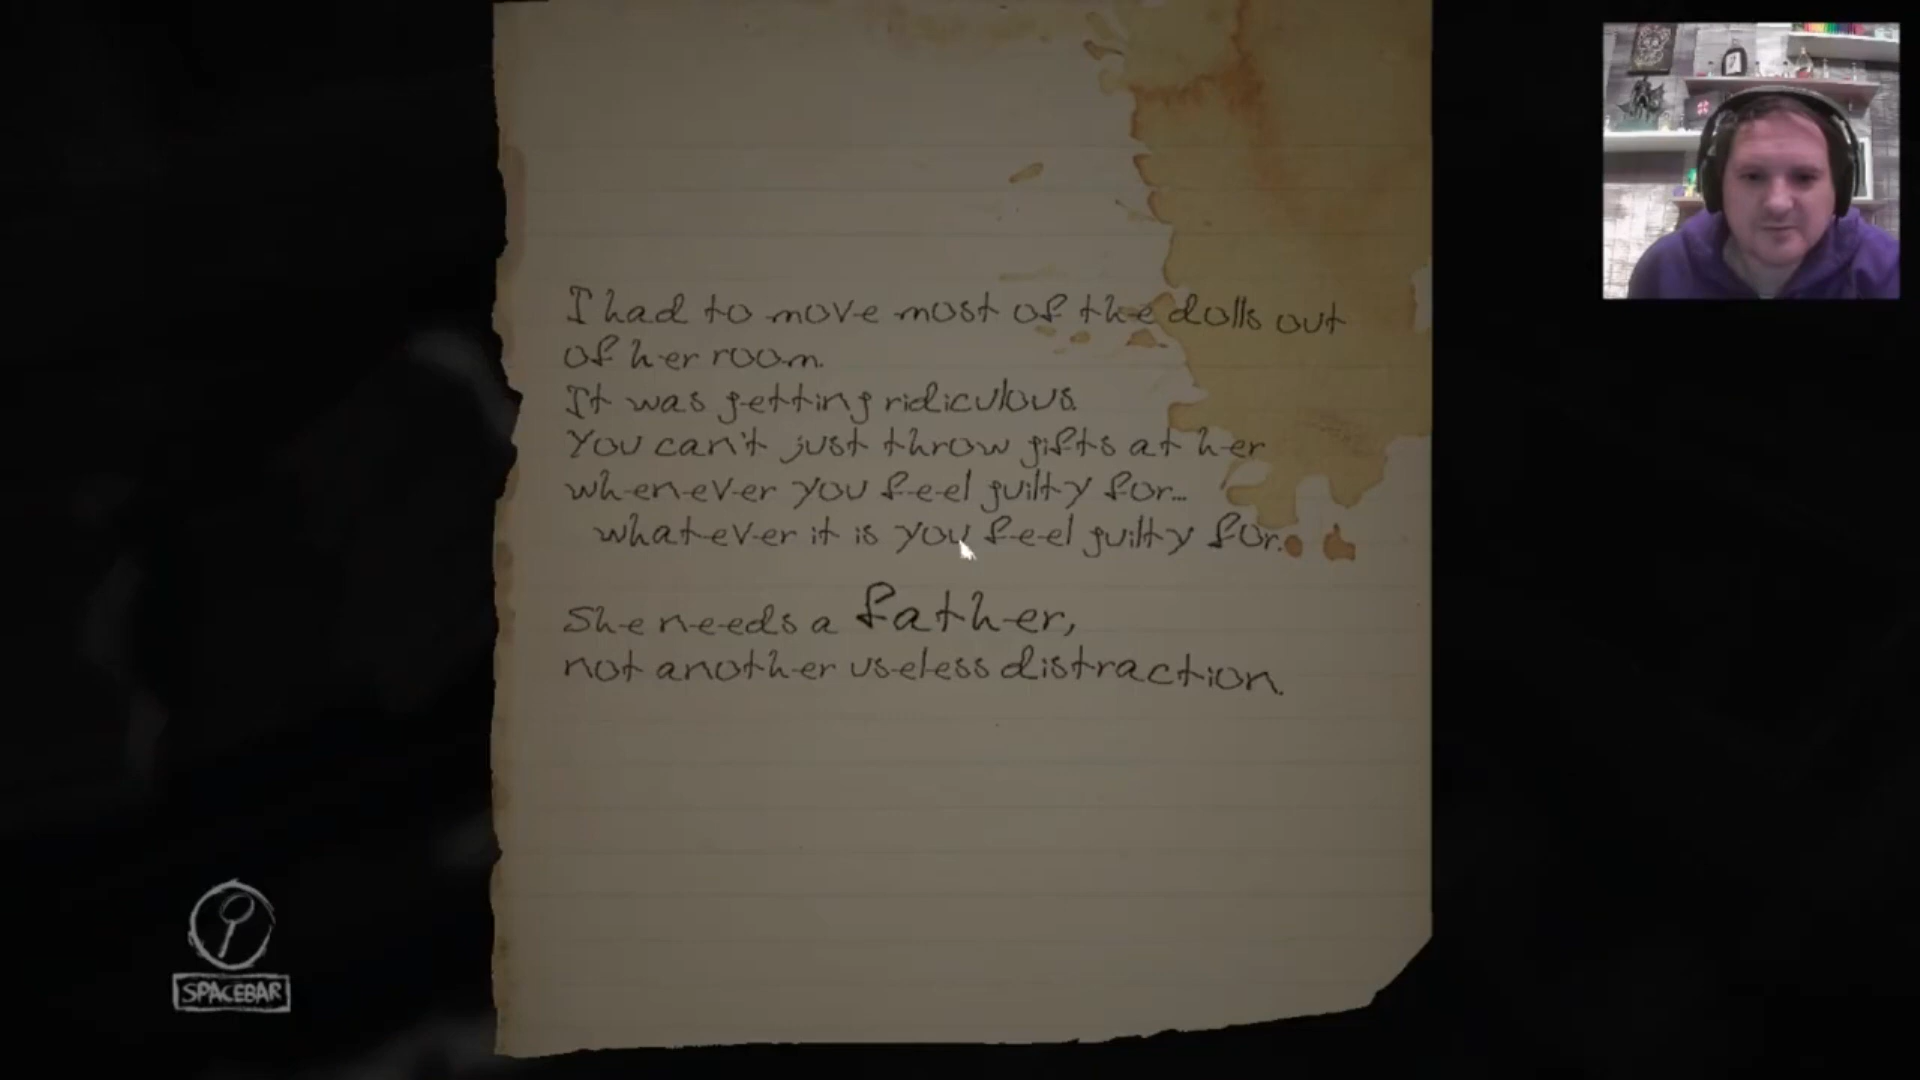 I had to move most of the dolls out
of her room.
It was getting ridiculous.
You can't just throw gifts at her
whenever you feel guilty for...
whatever it is you feel guilty for.
She needs a father,
not another useless distraction.
SPACEBAR